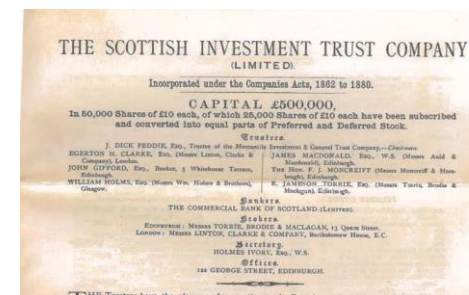 THE SCOTTISH INVESTMENT TRUST COMPANY
(LIMITED).
Incorporated under the Companies Acts, 1862 to 1880.
CAPITAL £500,000,
In 50,000 Shares of £10 each, of which 25,000 Shares of £10 each have been subscribed
and converted into equal parts of Preferred and Deferred Stock.
Trustees.
J. DICK PEDDIE, Esq., Trustee of the Mercantile Investment & General Trust Company,—Chairman.
EGERTON H. CLARKE, Esq. (Messrs Linton, Clarke & Company), London.
JOHN GIFFORD, Esq., Banker, 5 Whitehouse Terrace, Edinburgh.
WILLIAM HOLMS, Esq. (Messrs Wm. Holms & Brothers), Glasgow.
JAMES MACDONALD, Esq., W.S. (Messrs Auld & Macdonald), Edinburgh.
The Hon. F. J. MONCREIFF (Messrs Moncreiff & Horsbrugh), Edinburgh.
R. JAMESON TORRIE, Esq. (Messrs Torrie, Brodie & Maclagan), Edinburgh.
Bankers.
THE COMMERCIAL BANK OF SCOTLAND (Limited).
Brokers.
Edinburgh: Messrs TORRIE, BRODIE & MACLAGAN, 13 Queen Street.
London: Messrs LINTON, CLARKE & COMPANY, Bartholomew House, E.C.
Secretary.
HOLMES IVORY, Esq., W.S.
Offices.
122 GEORGE STREET, EDINBURGH.